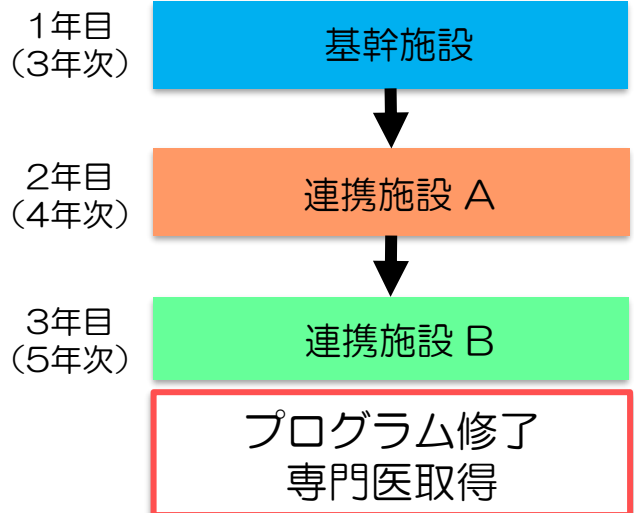 1年目
（3年次）
基幹施設
2年目
（4年次）
連携施設 A
3年目
（5年次）
連携施設 B
プログラム修了
専門医取得